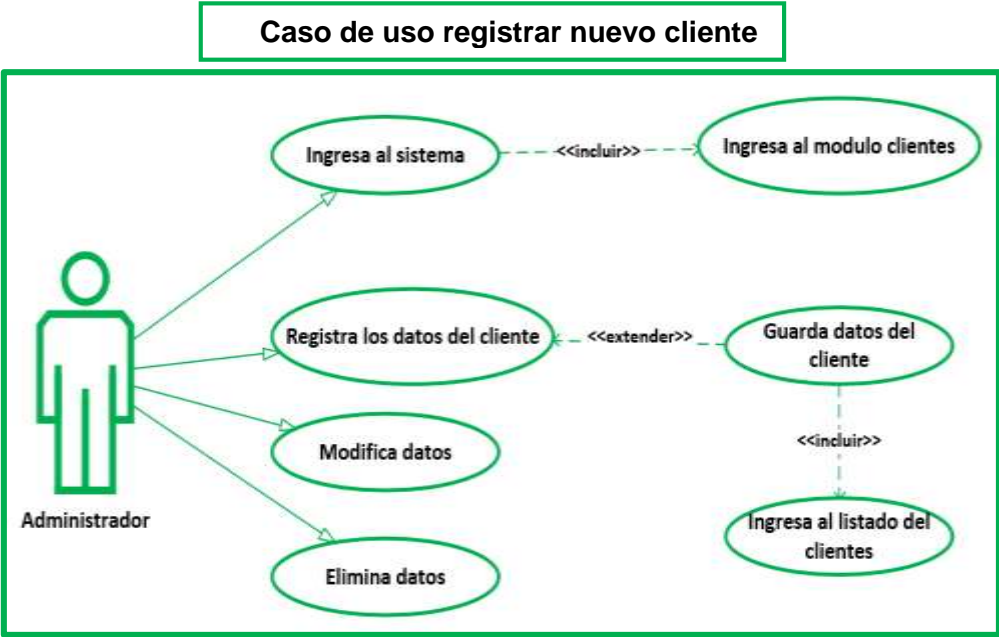 Caso de uso registrar nuevo cliente
Ingresa al sistema
<<incluir>>
Ingresa al modulo clientes
Registra los datos del cliente
<<extender>>
Guarda datos del
cliente
Modifica datos
<<incluir>>
Administrador
Ingresa al listado del
clientes
Elimina datos